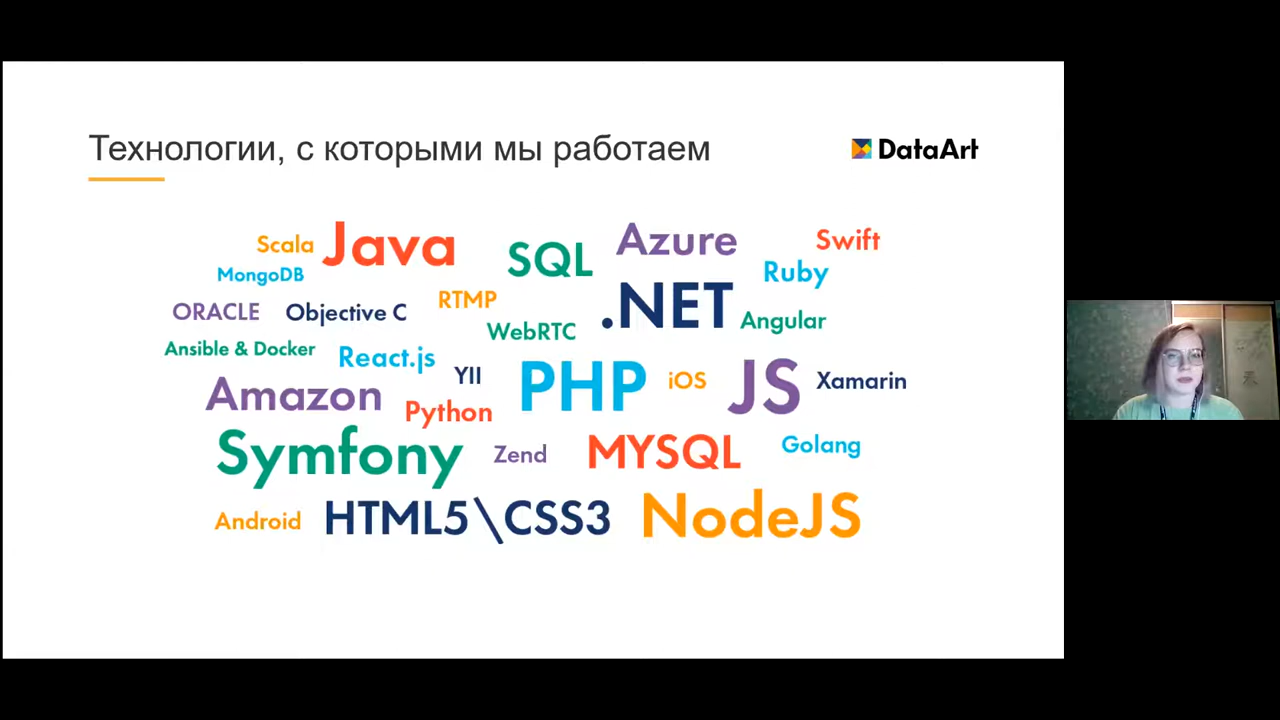 Технологии, с которыми мы работаем
DataArt
Scala Java SQL Azure Swift
MongoDB Ruby
ORACLE Objective C RTMP .NET Angular
WebRTC
Ansible & Docker React.js YII PHP iOS JS Xamarin
Amazon Python
Symfony Zend MYSQL Golang
Android HTML5\CSS3 NodeJS